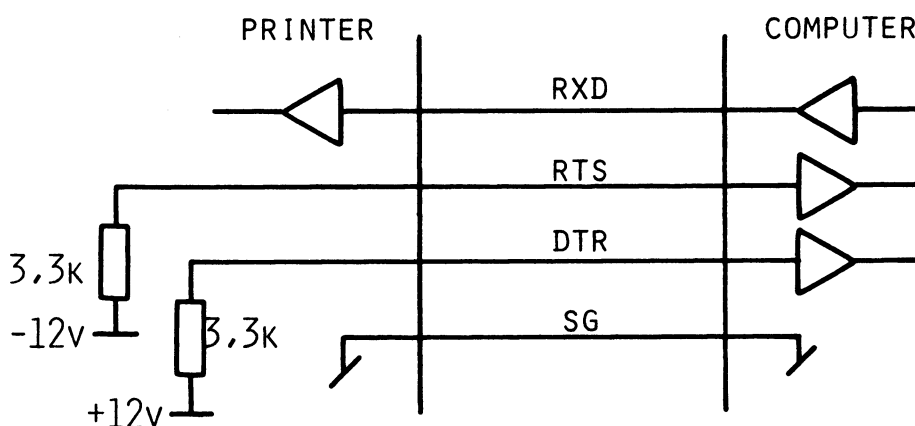 PRINTER
COMPUTER
RXD
RTS
DTR
3,3K
-12V
3,3K
SG
+12V